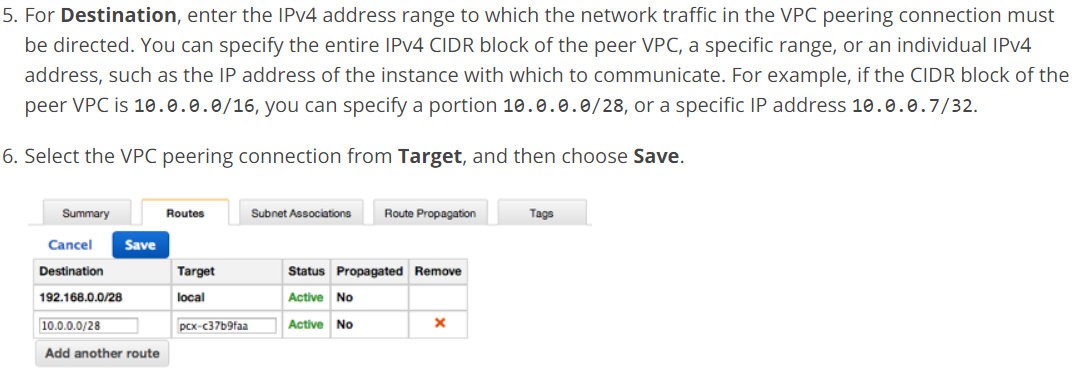 5. For Destination, enter the IPv4 address range to which the network traffic in the VPC peering connection must
be directed. You can specify the entire IPv4 CIDR block of the peer VPC, a specific range, or an individual IPv4
address, such as the IP address of the instance with which to communicate. For example, if the CIDR block of the
peer VPC is 10.0.0.0/16, you can specify a portion 10.0.0.0/28, or a specific IP address 10.0.0.7/32.
6. Select the VPC peering connection from Target, and then choose Save.
Summary Routes Subnet Associations Route Propagation Tags
Cancel Save
Destination Target Status Propagated Remove
192.168.0.0/28 local Active No
10.0.0.0/28 pcx-c37b9faa Active No
Add another route